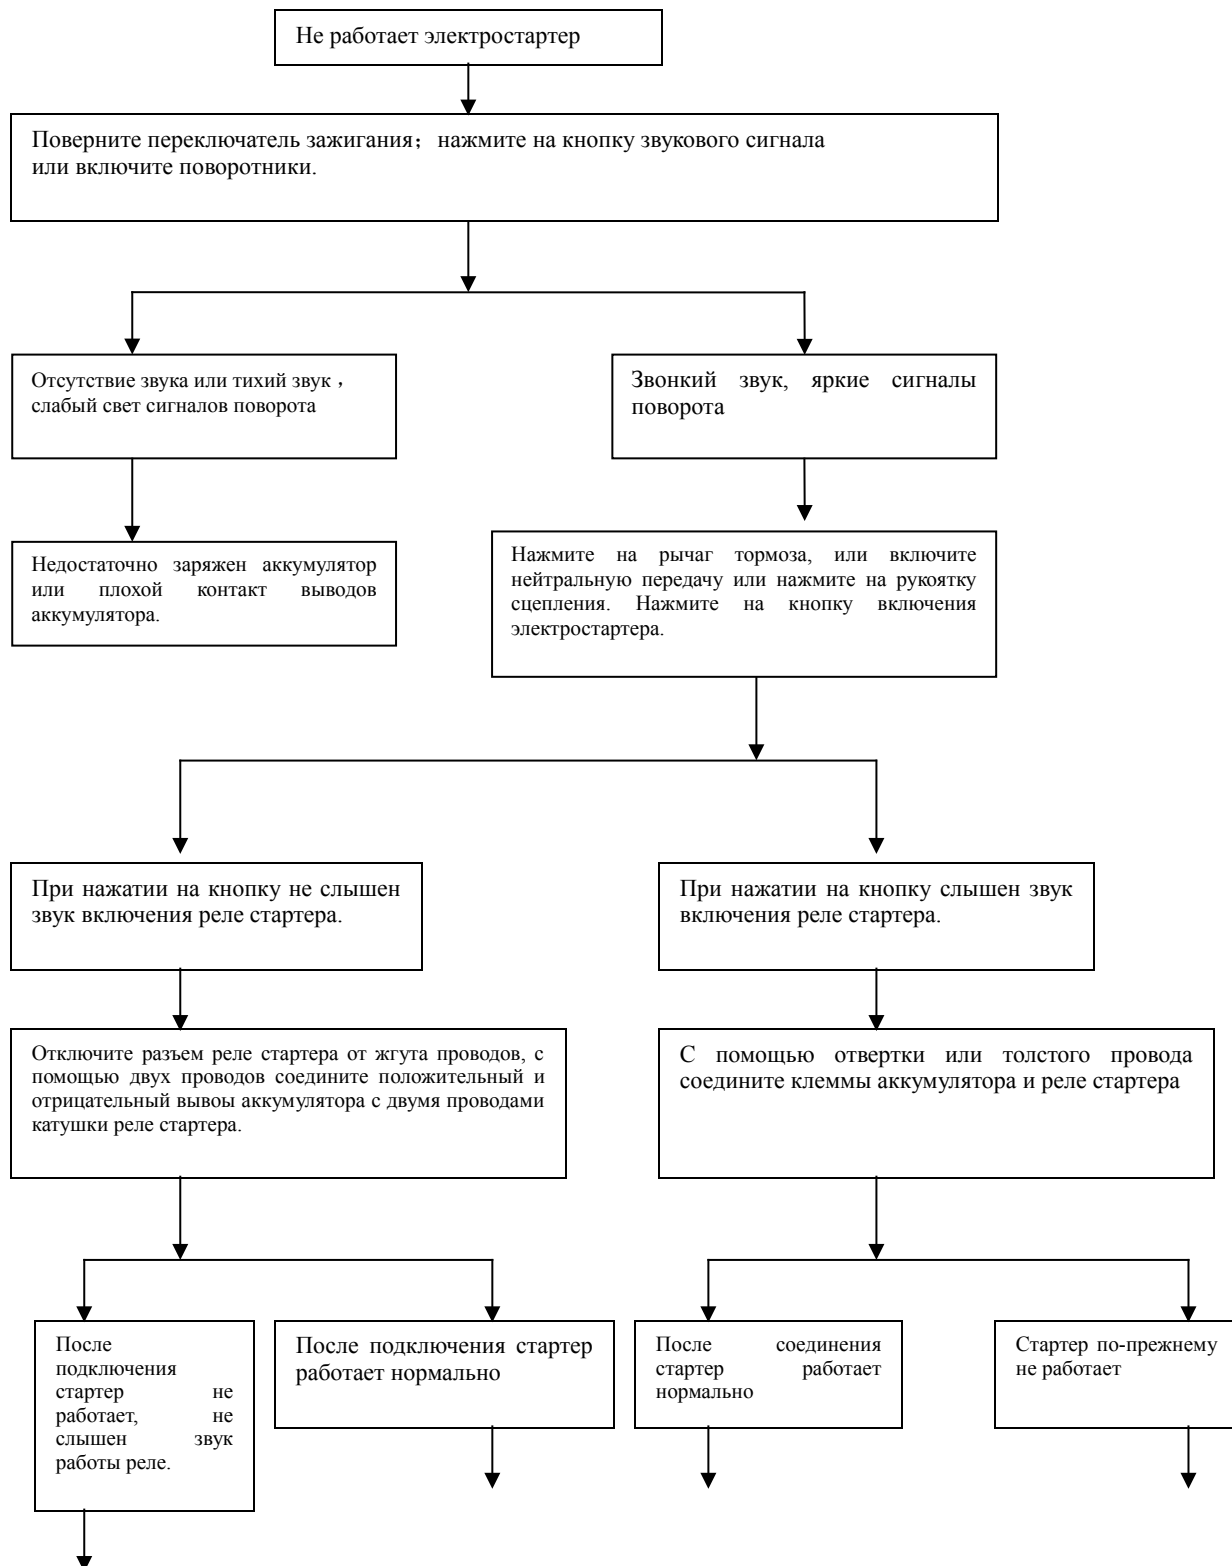 Не работает электростартер
Поверните переключатель зажигания； нажмите на кнопку звукового сигнала
или включите поворотники.
Отсутствие звука или тихий звук ，
слабый свет сигналов поворота
Звонкий звук, яркие сигналы
поворота
Недостаточно заряжен аккумулятор
или плохой контакт выводов
аккумулятора.
Нажмите на рычаг тормоза, или включите
нейтральную передачу или нажмите на рукоятку
сцепления. Нажмите на кнопку включения
электростартера.
При нажатии на кнопку не слышен
звук включения реле стартера.
При нажатии на кнопку слышен звук
включения реле стартера.
Отключите разъем реле стартера от жгута проводов, с
помощью двух проводов соедините положительный и
отрицательный вывоы аккумулятора с двумя проводами
катушки реле стартера.
С помощью отвертки или толстого провода
соедините клеммы аккумулятора и реле стартера
После
подключения
стартер не
работает, не
слышен звук
работы реле.
После подключения стартер
работает нормально
После соединения
стартер работает
нормально
Стартер по-прежнему
не работает